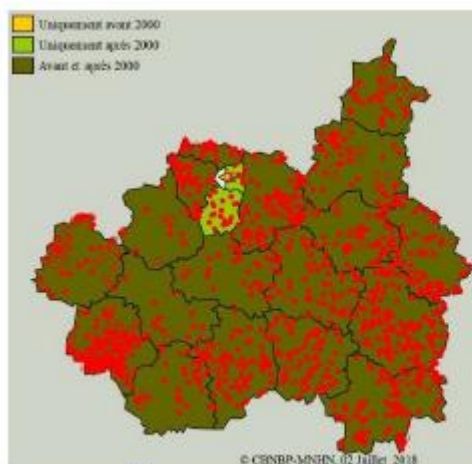 Uniquement avant 2000
Uniquement après 2000
Avant et après 2000
© CBNBP-MNHN, 02 Juillet, 2018